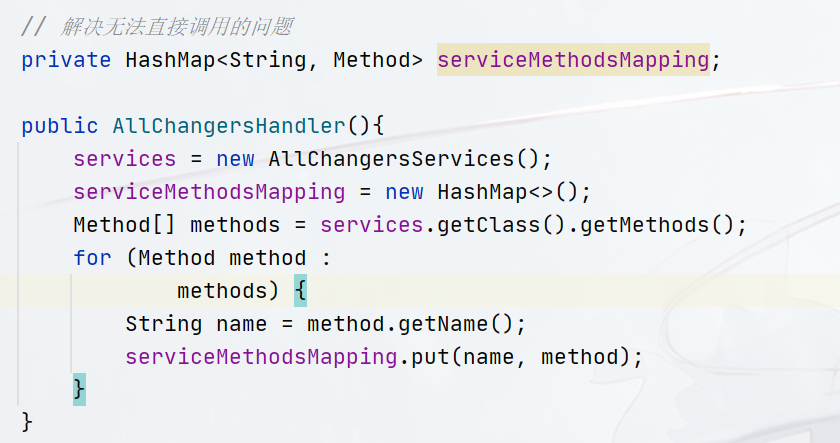 // 解决无法直接调用的问题
private HashMap<String, Method> serviceMethodsMapping;
public AllChangersHandler(){
services = new AllChangersServices();
serviceMethodsMapping = new HashMap<>();
Method[] methods = services.getClass().getMethods();
for (Method method :
methods) {
String name = method.getName();
serviceMethodsMapping.put(name, method);
}
}